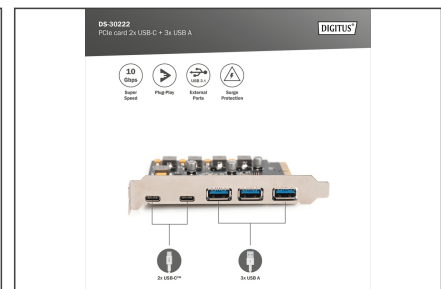 DS-30222
PCIe card 2x USB-C + 3x USB A
DIGITUS®
10
Gbps
USB 3.1
Super
Speed
Plug-Play
External
Ports
Surge
Protection
2x USB-C™
3x USB A